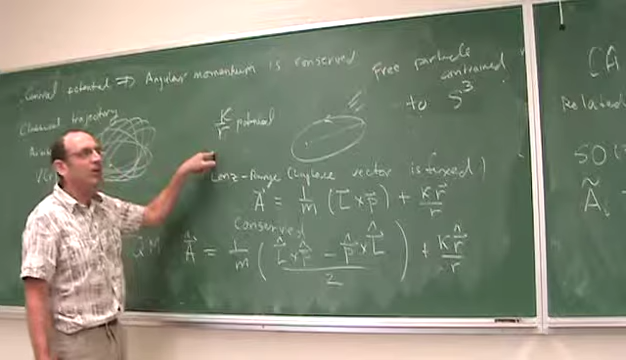 Central potential ⇒ Angular momentum is conserved
Free particle
constrained
to S³
Classical trajectory
K/r potential
Lenz-Runge (Laplace vector is fixed)
A⃗ = 1/m (L⃗ x p⃗) + K r⃗/r
Conserved
QM Â⃗ = 1/m ( (L̂⃗ x p̂⃗ − p̂⃗ x L̂⃗)/2 ) + K r̂⃗/r
CA
Related
SO(
Ã